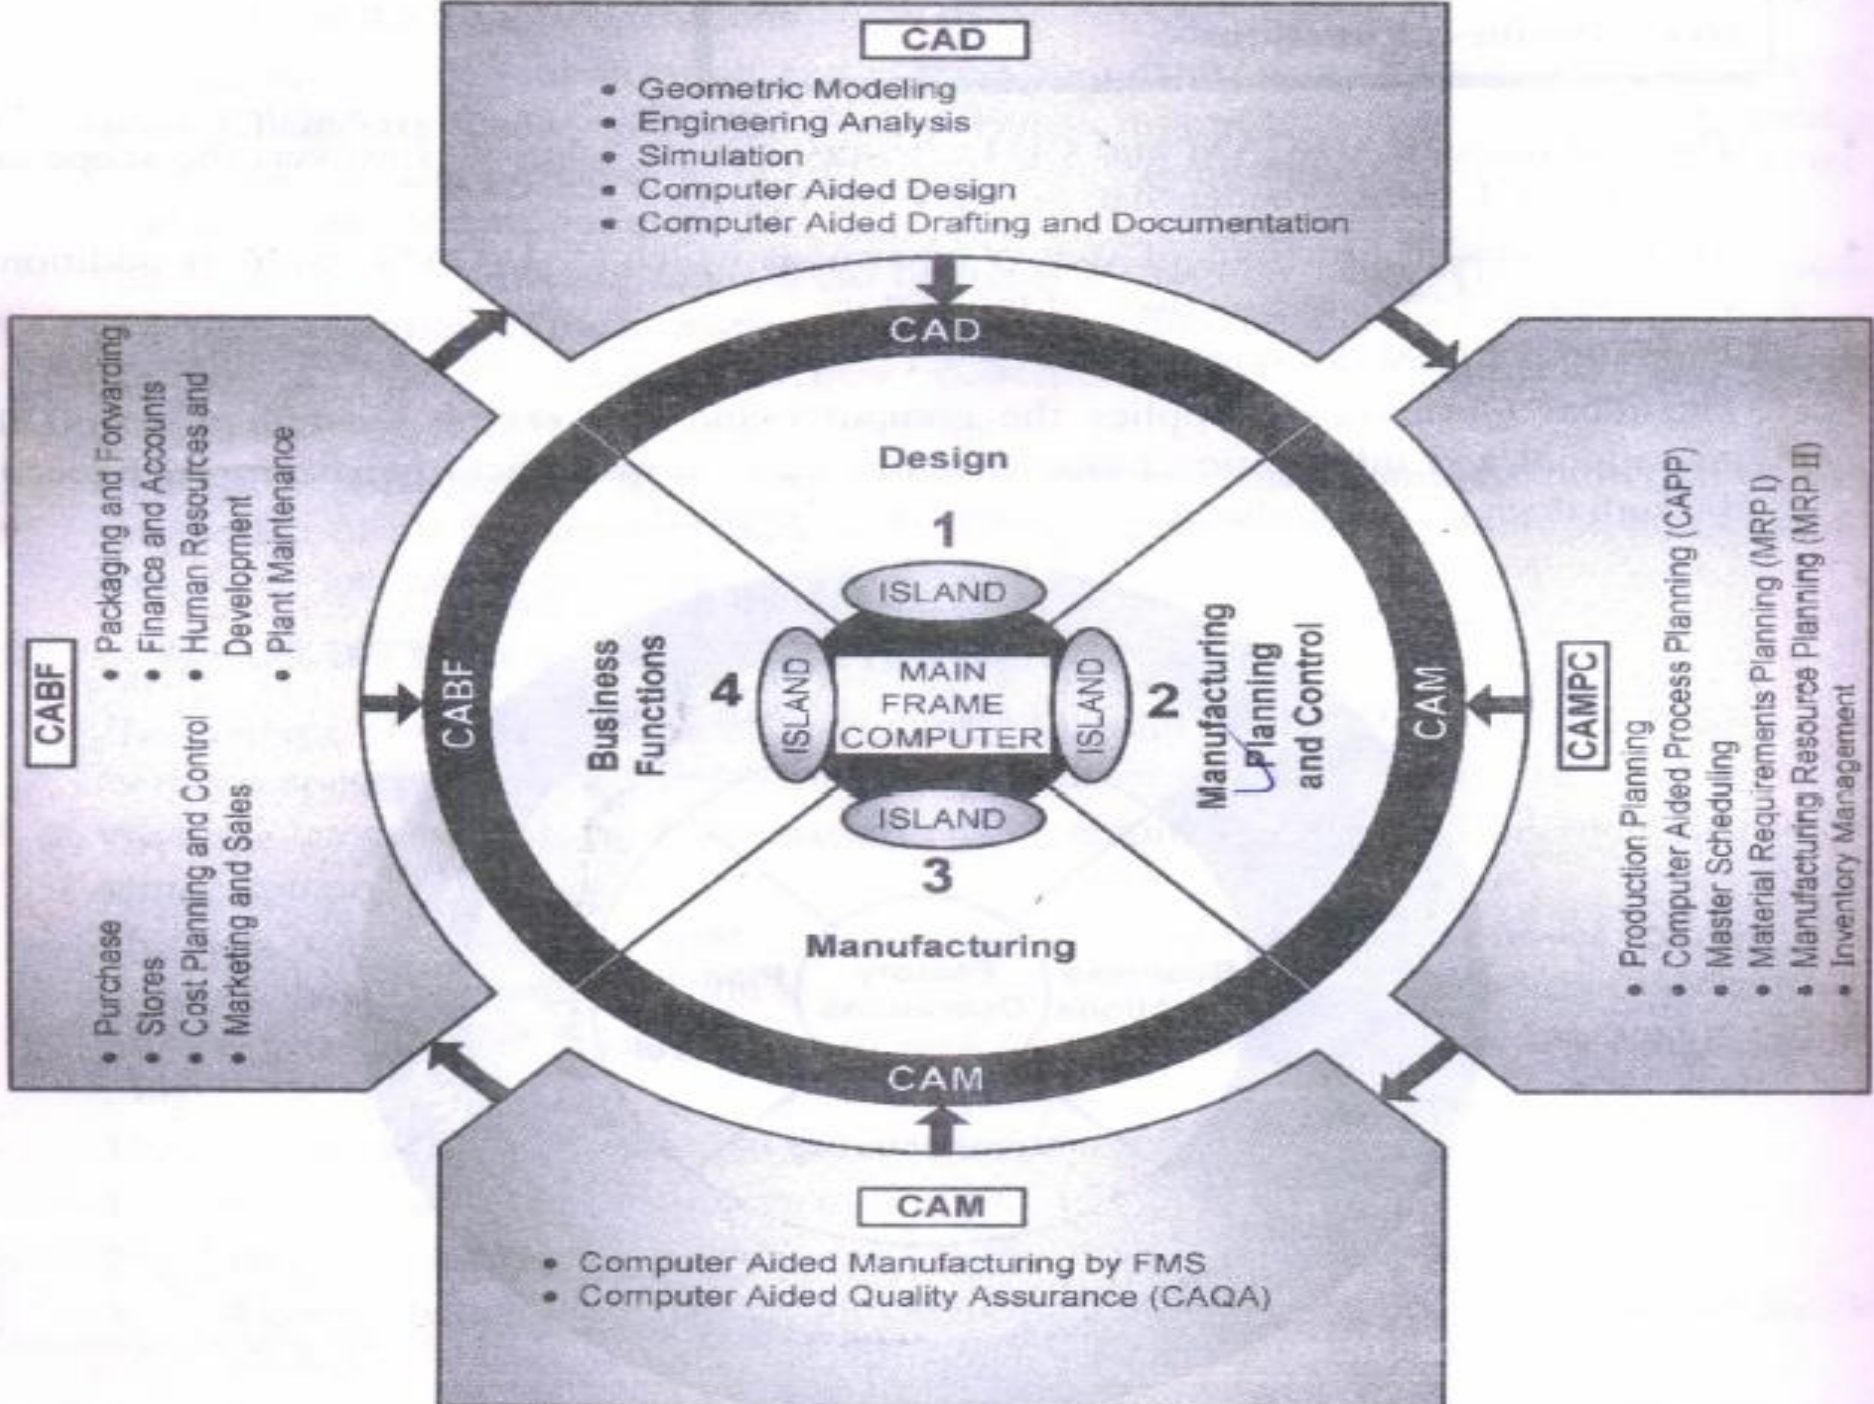 CAD
• Geometric Modeling
• Engineering Analysis
• Simulation
• Computer Aided Design
• Computer Aided Drafting and Documentation
CAD
Design
1
ISLAND
CABF
• Purchase
• Stores
• Cost Planning and Control
• Marketing and Sales
• Packaging and Forwarding
• Finance and Accounts
• Human Resources and
Development
• Plant Maintenance
CABF
Business
Functions
4
ISLAND
MAIN
FRAME
COMPUTER
ISLAND
2
Manufacturing
Planning
and Control
CAM
CAMPC
• Production Planning
• Computer Aided Process Planning (CAPP)
• Master Scheduling
• Material Requirements Planning (MRP I)
• Manufacturing Resource Planning (MRP II)
• Inventory Management
ISLAND
3
Manufacturing
CAM
CAM
• Computer Aided Manufacturing by FMS
• Computer Aided Quality Assurance (CAQA)